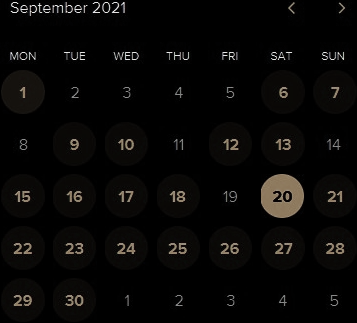 September 2021
MON TUE WED THU FRI SAT SUN
1 2 3 4 5 6 7
8 9 10 11 12 13 14
15 16 17 18 19 20 21
22 23 24 25 26 27 28
29 30 1 2 3 4 5